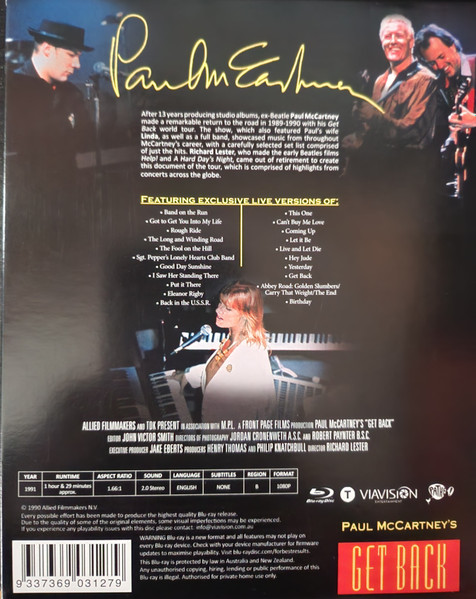 Paul McCartney
After 13 years producing studio albums, ex-Beatle Paul McCartney
made a remarkable return to the road in 1989-1990 with his Get
Back world tour. The show, which also featured Paul's wife
Linda, as well as a full band, showcased music from throughout
McCartney's career, with a carefully selected set list comprised
of just the hits. Richard Lester, who made the early Beatles films
Help! and A Hard Day's Night, came out of retirement to create
this document of the tour, which is comprised of highlights from
concerts across the globe.
Featuring exclusive live versions of:
• Band on the Run
• Got to Get You Into My Life
• Rough Ride
• The Long and Winding Road
• The Fool on the Hill
• Sgt. Pepper's Lonely Hearts Club Band
• Good Day Sunshine
• I Saw Her Standing There
• Put it There
• Eleanor Rigby
• Back in the U.S.S.R.
• This One
• Can't Buy Me Love
• Coming Up
• Let it Be
• Live and Let Die
• Hey Jude
• Yesterday
• Get Back
• Abbey Road: Golden Slumbers/
Carry That Weight/The End
• Birthday
ALLIED FILMMAKERS AND TDK PRESENT IN ASSOCIATION WITH M.P.L. A FRONT PAGE FILMS PRODUCTION PAUL McCARTNEY'S "GET BACK"
EDITOR JOHN VICTOR SMITH DIRECTORS OF PHOTOGRAPHY JORDAN CRONENWETH A.S.C. AND ROBERT PAYNTER B.S.C.
EXECUTIVE PRODUCER JAKE EBERTS PRODUCERS HENRY THOMAS AND PHILIP KNATCHBULL DIRECTOR RICHARD LESTER
YEAR RUNTIME ASPECT RATIO SOUND LANGUAGE SUBTITLES REGION FORMAT
1991 1 hour & 29 minutes approx. 1.66:1 2.0 Stereo ENGLISH NONE B 1080P
© 1990 Allied Filmmakers N.V.
Every possible effort has been made to produce the highest quality Blu-ray release.
Due to the quality of some of the original elements, some visual imperfections may be experienced.
If you experience any playability issues with this disc please contact: info@viavision.com.au
Blu-ray Disc
VIAVISION
ENTERTAINMENT
PATHÉ
WARNING Blu-ray is a new format and all features may not play on
every Blu-ray device. Check with your device manufacturer for firmware
updates to maximise playability. Visit Blu-raydisc.com/forbestresults.
This Blu-ray is protected by law in Australia and New Zealand.
Any unauthorised copying, hiring, lending or public performance of this
Blu-ray is illegal. Authorised for private home use only.
9 337369 031279
PAUL McCARTNEY'S
GET BACK